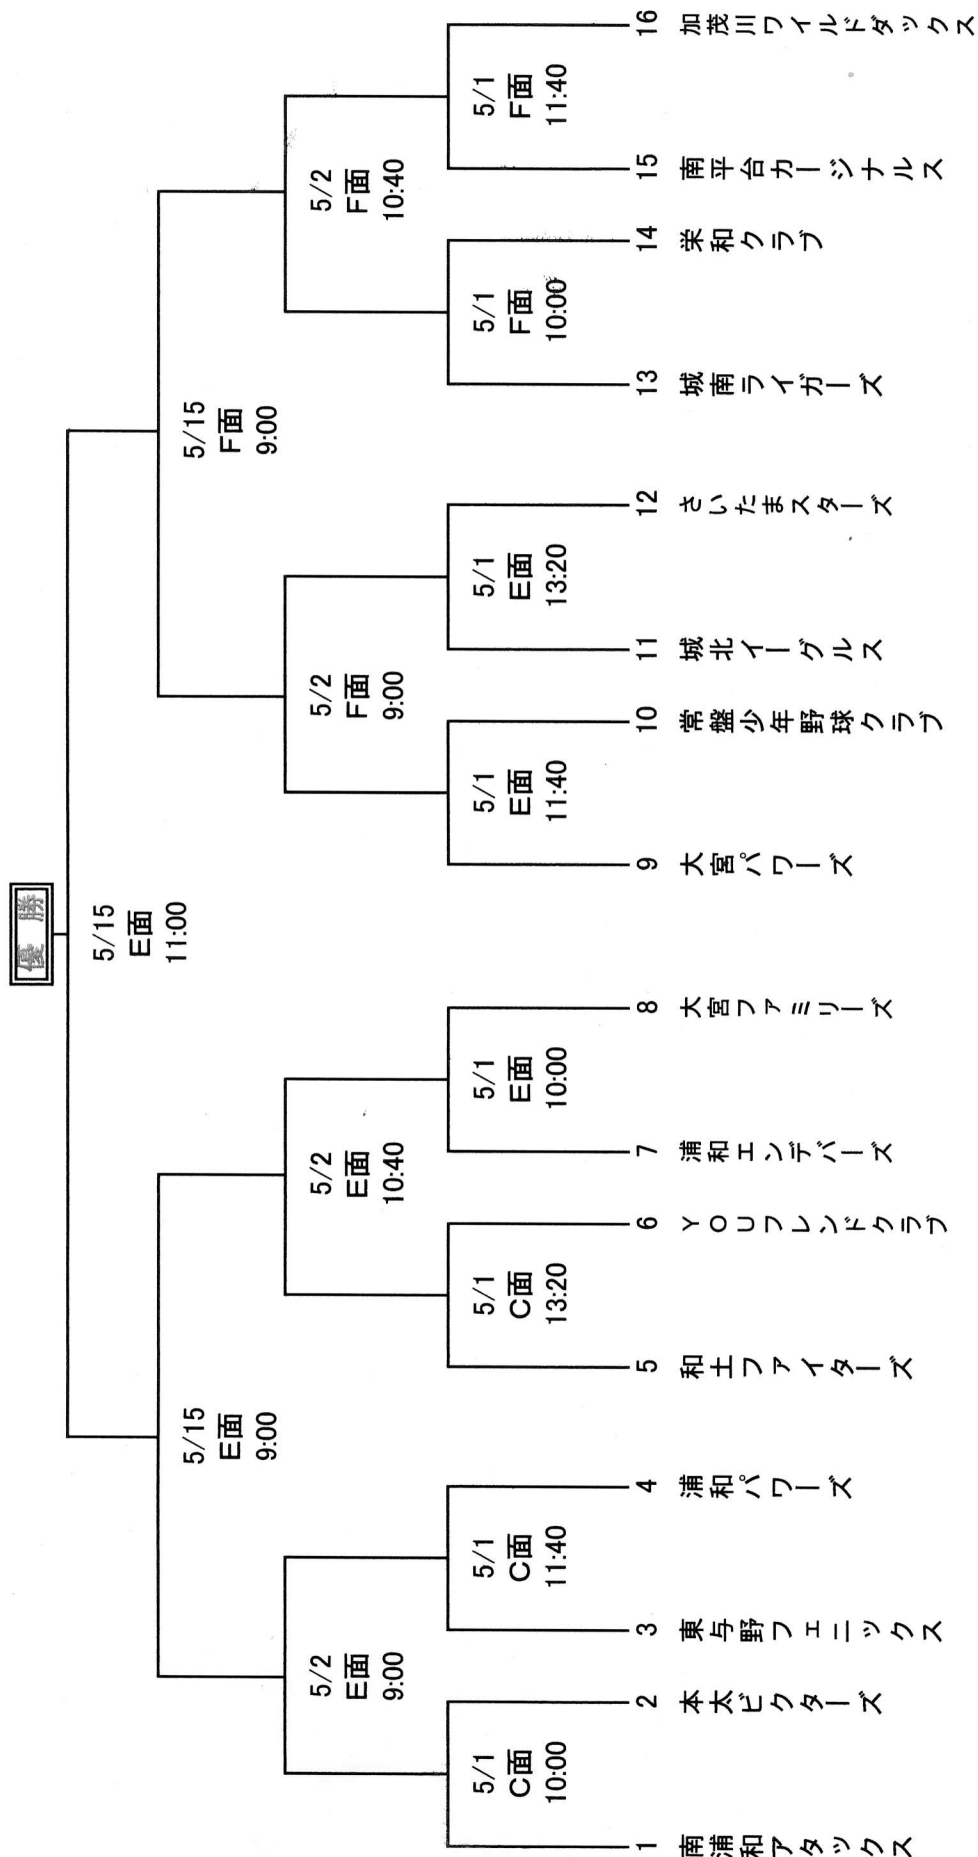 優勝
5/15
E面
11:00
5/15
E面
9:00
5/15
F面
9:00
5/2
E面
9:00
5/2
E面
10:40
5/2
F面
9:00
5/2
F面
10:40
5/1
C面
10:00
5/1
C面
11:40
5/1
C面
13:20
5/1
E面
10:00
5/1
E面
11:40
5/1
E面
13:20
5/1
F面
10:00
5/1
F面
11:40
1 南浦和アタックス
2 本太ビクターズ
3 東与野フェニックス
4 浦和パワーズ
5 和土ファイターズ
6 YOUフレンドクラブ
7 浦和エンデバーズ
8 大宮ファミリーズ
9 大宮パワーズ
10 常盤少年野球クラブ
11 城北イーグルス
12 さいたまスターズ
13 城南ライガーズ
14 栄和クラブ
15 南平台カージナルス
16 加茂川ワイルドダックス